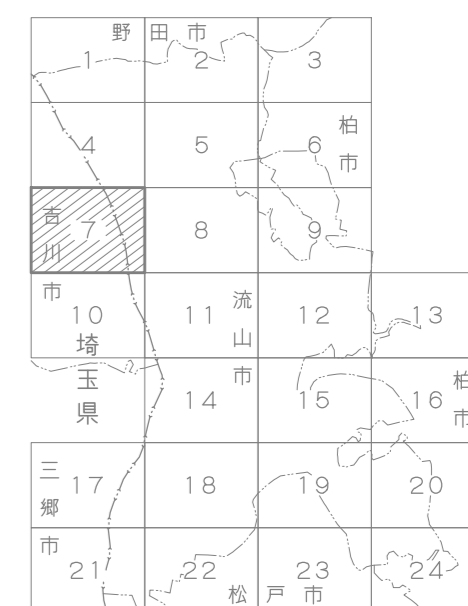 野田市
1 2 3
4 5 6
柏市
7 8 9
吉川市
10 11 12 13
流山市
埼玉県
14 15 16
柏市
三郷市
17 18 19 20
21 22 23 24
松戸市